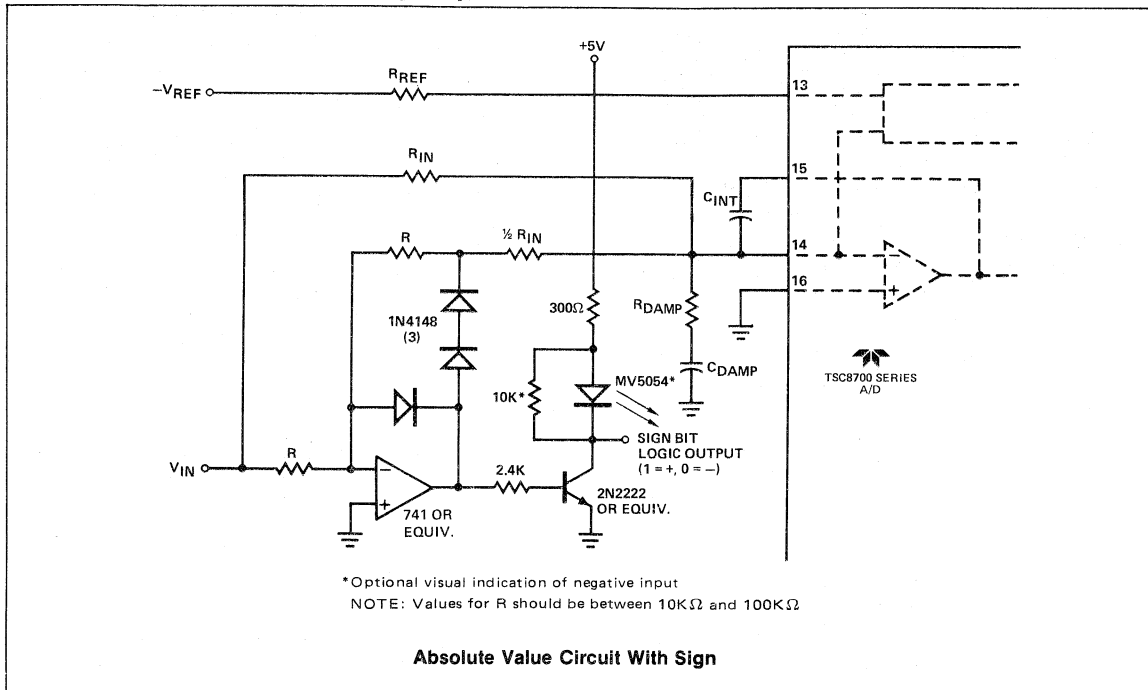 +5V
-VREF
RREF
13
RIN
15
CINT
R
½ RIN
14
16
300Ω
RDAMP
1N4148
(3)
CDAMP
TSC8700 SERIES
A/D
MV5054*
10K*
SIGN BIT
LOGIC OUTPUT
(1 = +, 0 = –)
VIN
R
–
+
2.4K
2N2222
OR EQUIV.
741 OR
EQUIV.
–
+
*Optional visual indication of negative input
NOTE: Values for R should be between 10KΩ and 100KΩ
Absolute Value Circuit With Sign